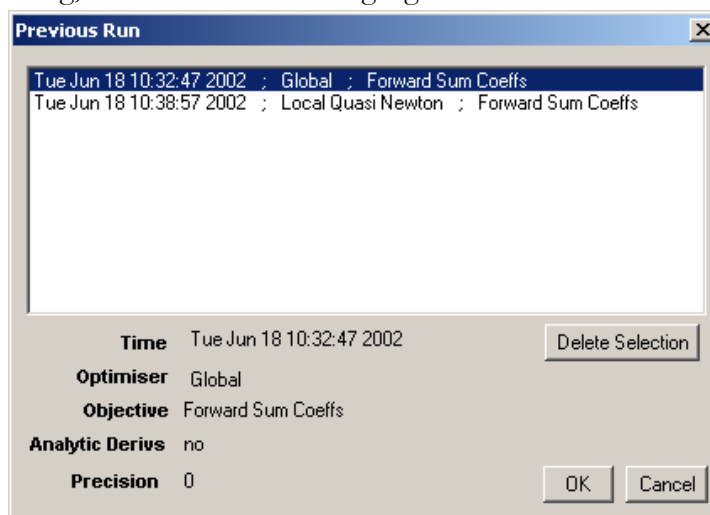 Previous Run
Tue Jun 18 10:32:47 2002 ; Global ; Forward Sum Coeffs
Tue Jun 18 10:38:57 2002 ; Local Quasi Newton ; Forward Sum Coeffs
Time Tue Jun 18 10:32:47 2002 Delete Selection
Optimiser Global
Objective Forward Sum Coeffs
Analytic Derivs no
Precision 0 OK Cancel